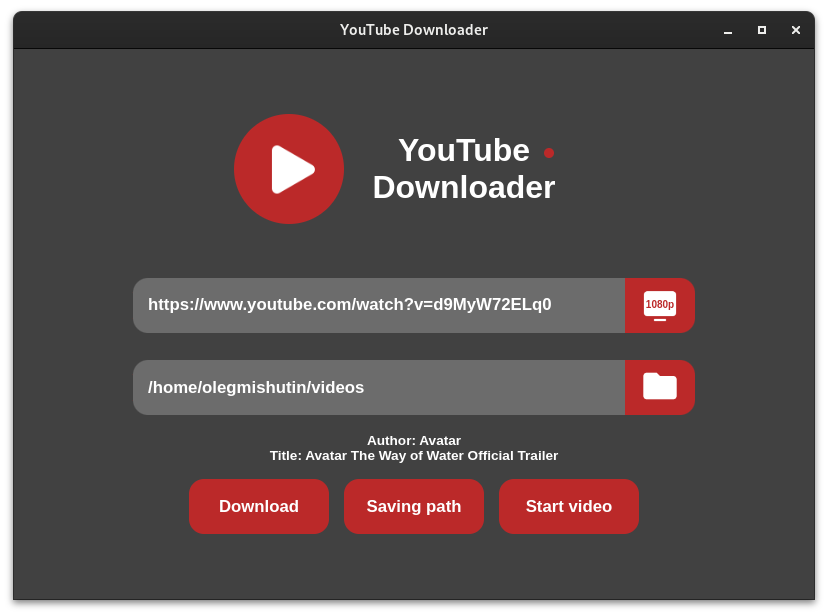 YouTube Downloader
YouTube
Downloader
https://www.youtube.com/watch?v=d9MyW72ELq0
1080p
/home/olegmishutin/videos
Author: Avatar
Title: Avatar The Way of Water Official Trailer
Download
Saving path
Start video